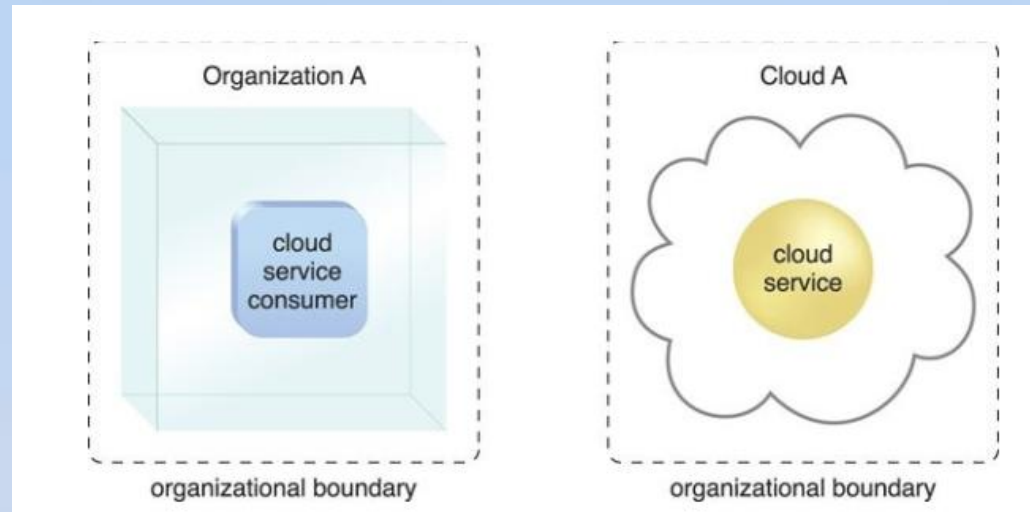 Organization A
cloud
service
consumer
organizational boundary
Cloud A
cloud
service
organizational boundary